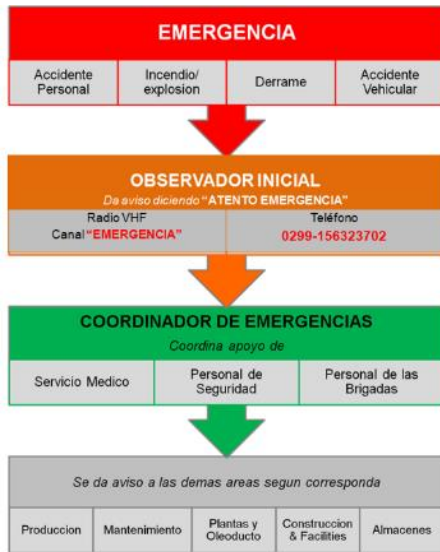 EMERGENCIA
Accidente
Personal
Incendio/
explosion
Derrame
Accidente
Vehicular
OBSERVADOR INICIAL
Da aviso diciendo "ATENTO EMERGENCIA"
Radio VHF
Canal "EMERGENCIA"
Teléfono
0299-156323702
COORDINADOR DE EMERGENCIAS
Coordina apoyo de
Servicio Medico
Personal de
Seguridad
Personal de las
Brigadas
Se da aviso a las demas areas segun corresponda
Produccion
Mantenimiento
Plantas y
Oleoducto
Construccion
& Facilities
Almacenes